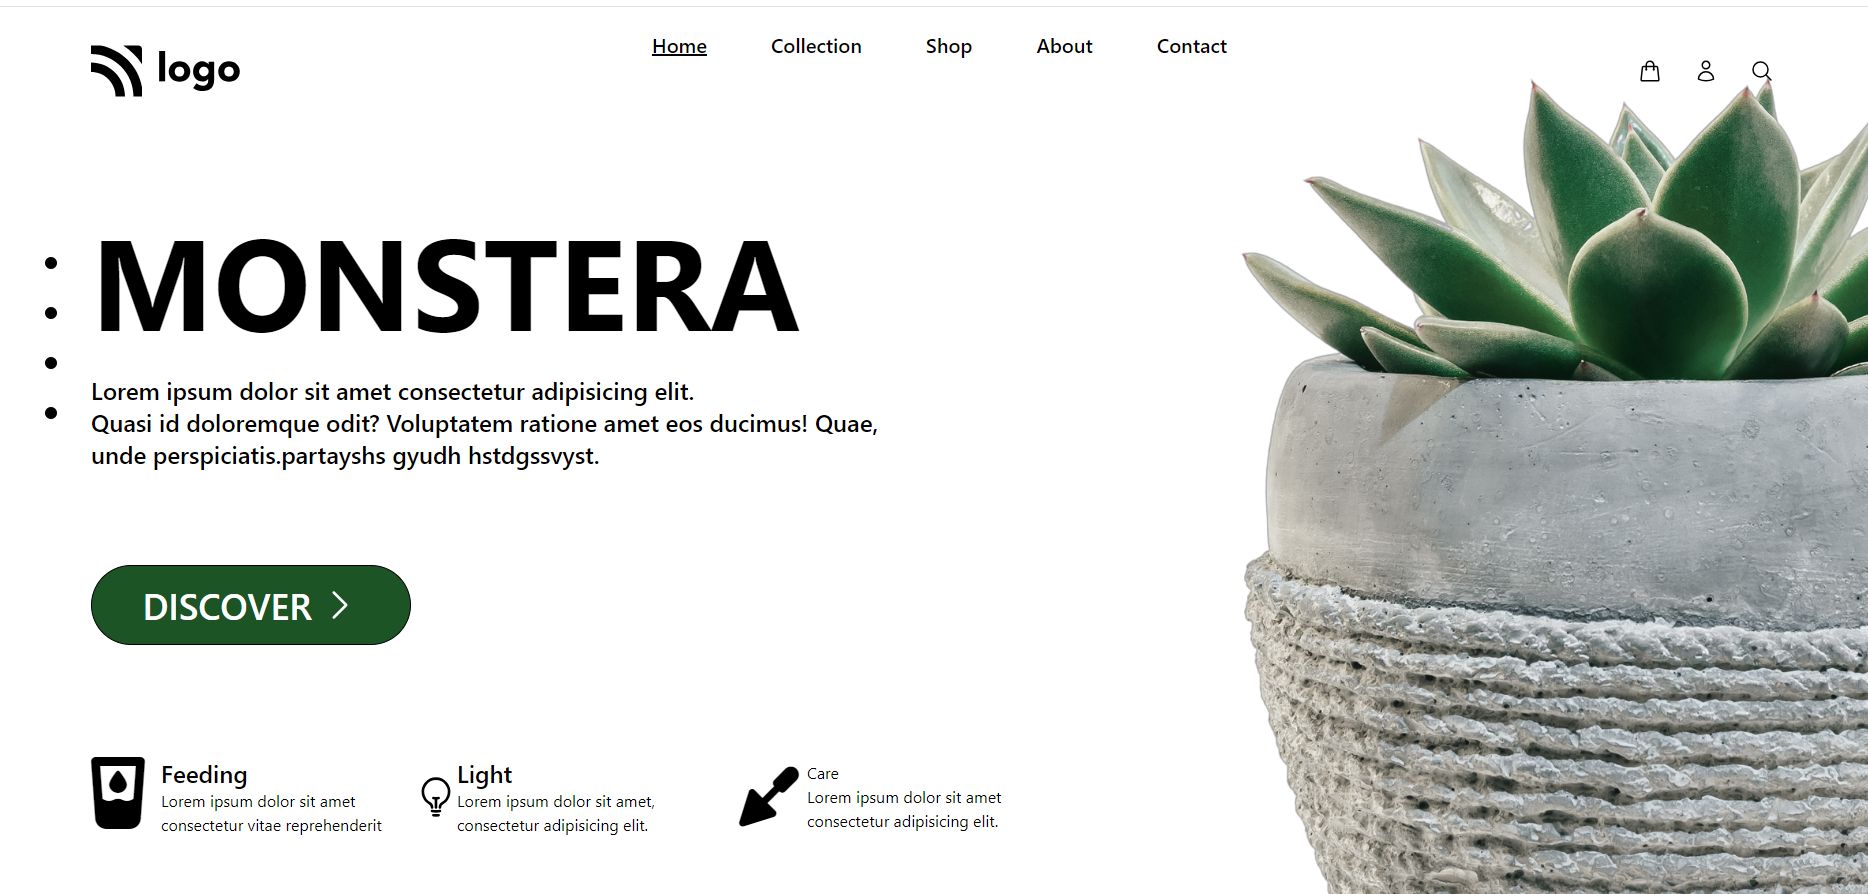 logo
Home Collection Shop About Contact
MONSTERA
Lorem ipsum dolor sit amet consectetur adipisicing elit.
Quasi id doloremque odit? Voluptatem ratione amet eos ducimus! Quae,
unde perspiciatis.partayshs gyudh hstdgssvyst.
DISCOVER
Feeding
Lorem ipsum dolor sit amet
consectetur vitae reprehenderit
Light
Lorem ipsum dolor sit amet,
consectetur adipisicing elit.
Care
Lorem ipsum dolor sit amet
consectetur adipisicing elit.